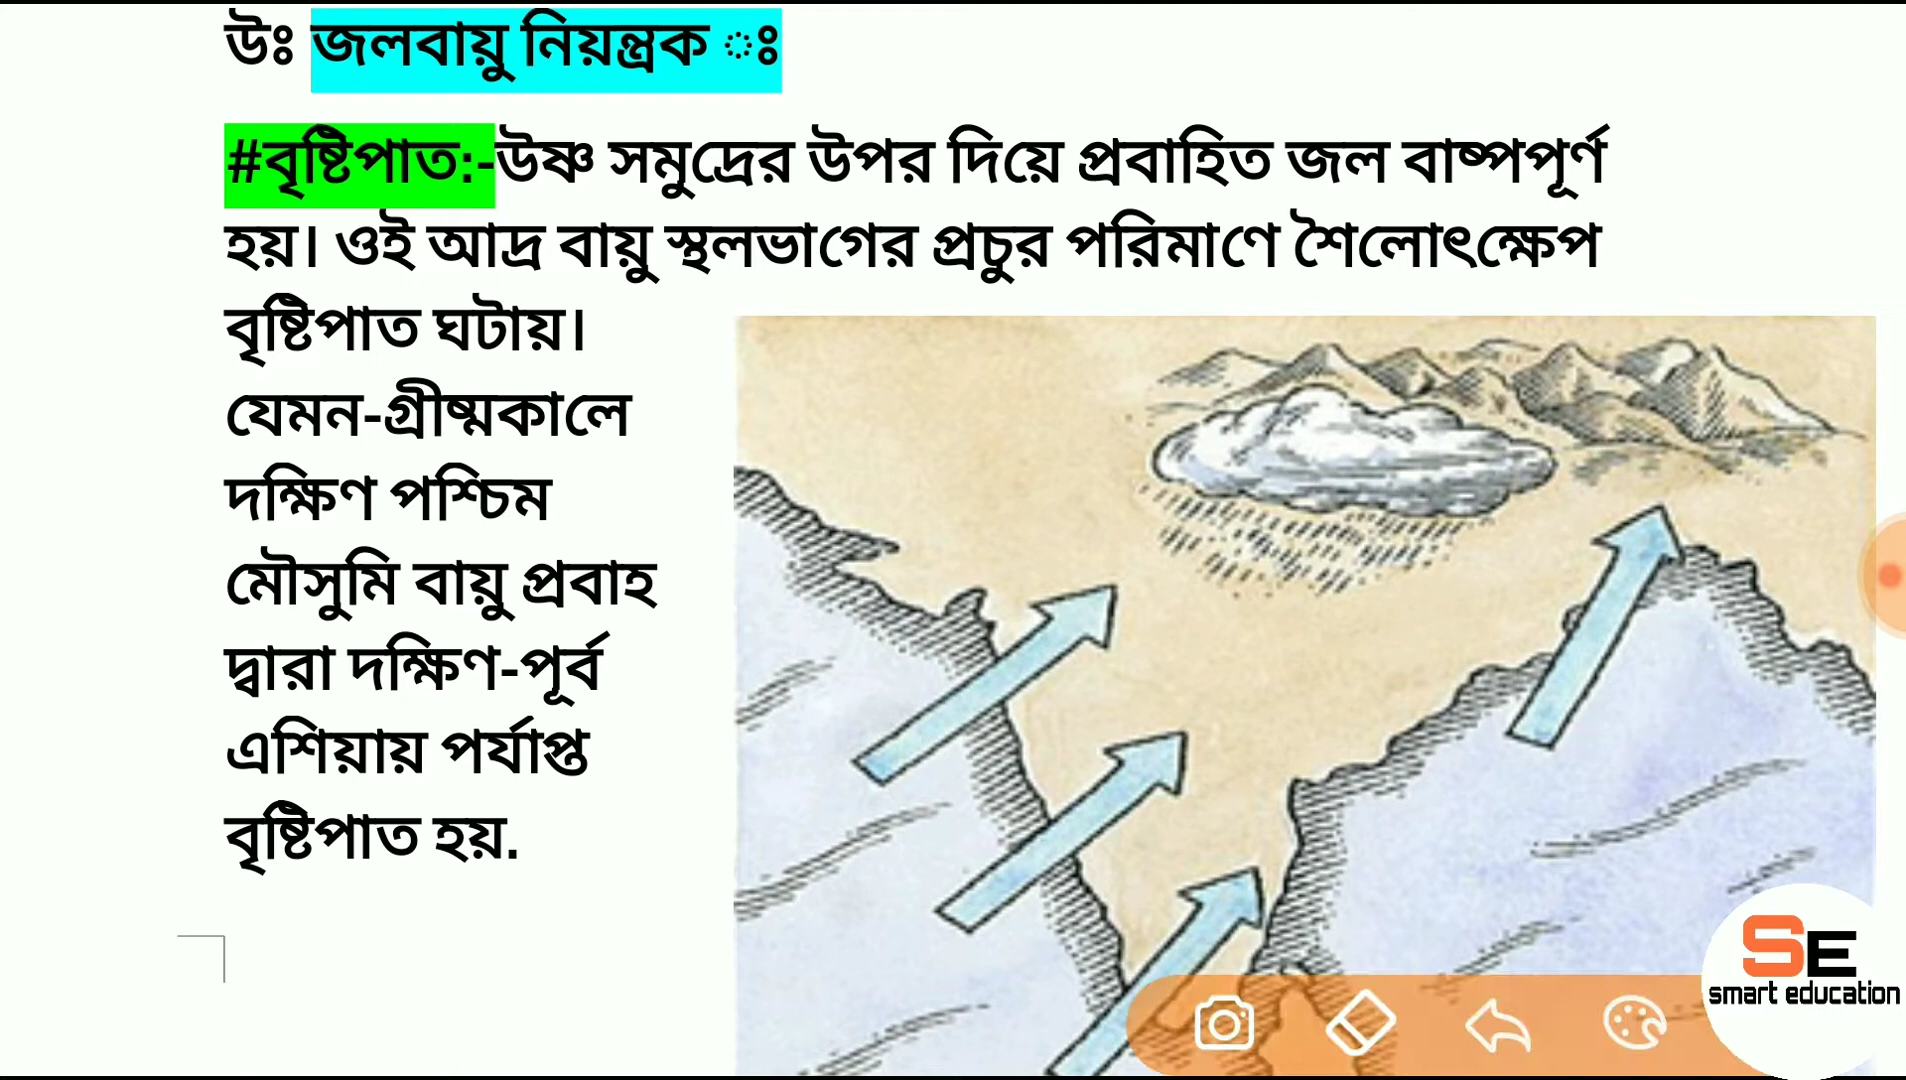 উঃ জলবায়ু নিয়ন্ত্রক ঃ
#বৃষ্টিপাত:-উষ্ণ সমুদ্রের উপর দিয়ে প্রবাহিত জল বাষ্পপূর্ণ
হয়। ওই আদ্র বায়ু স্থলভাগের প্রচুর পরিমাণে শৈলোৎক্ষেপ
বৃষ্টিপাত ঘটায়।
যেমন-গ্রীষ্মকালে
দক্ষিণ পশ্চিম
মৌসুমি বায়ু প্রবাহ
দ্বারা দক্ষিণ-পূর্ব
এশিয়ায় পর্যাপ্ত
বৃষ্টিপাত হয়.
SE
smart education